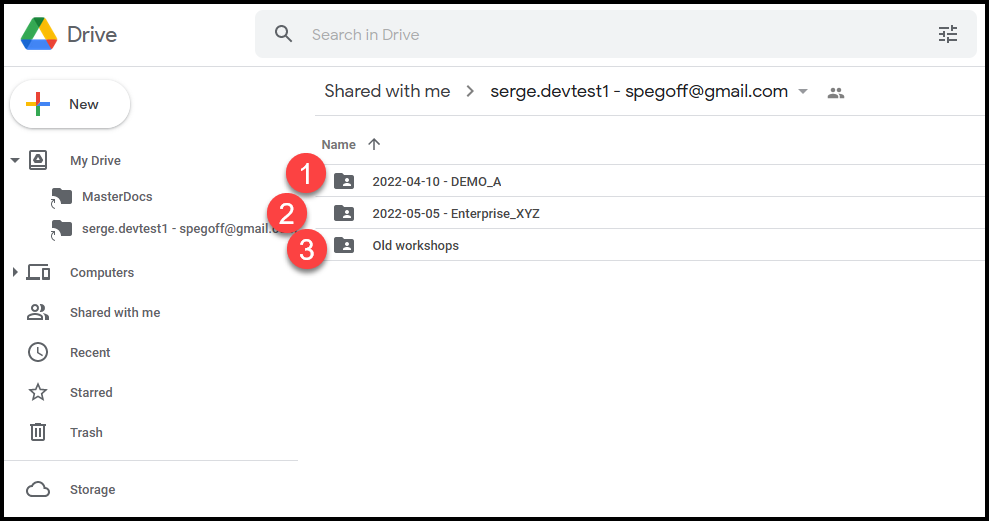 Drive
Search in Drive
New
Shared with me > serge.devtest1 - spegoff@gmail.com
My Drive
MasterDocs
serge.devtest1 - spegoff@gmail.com
Computers
Shared with me
Recent
Starred
Trash
Storage
Name
1 2022-04-10 - DEMO_A
2 2022-05-05 - Enterprise_XYZ
3 Old workshops